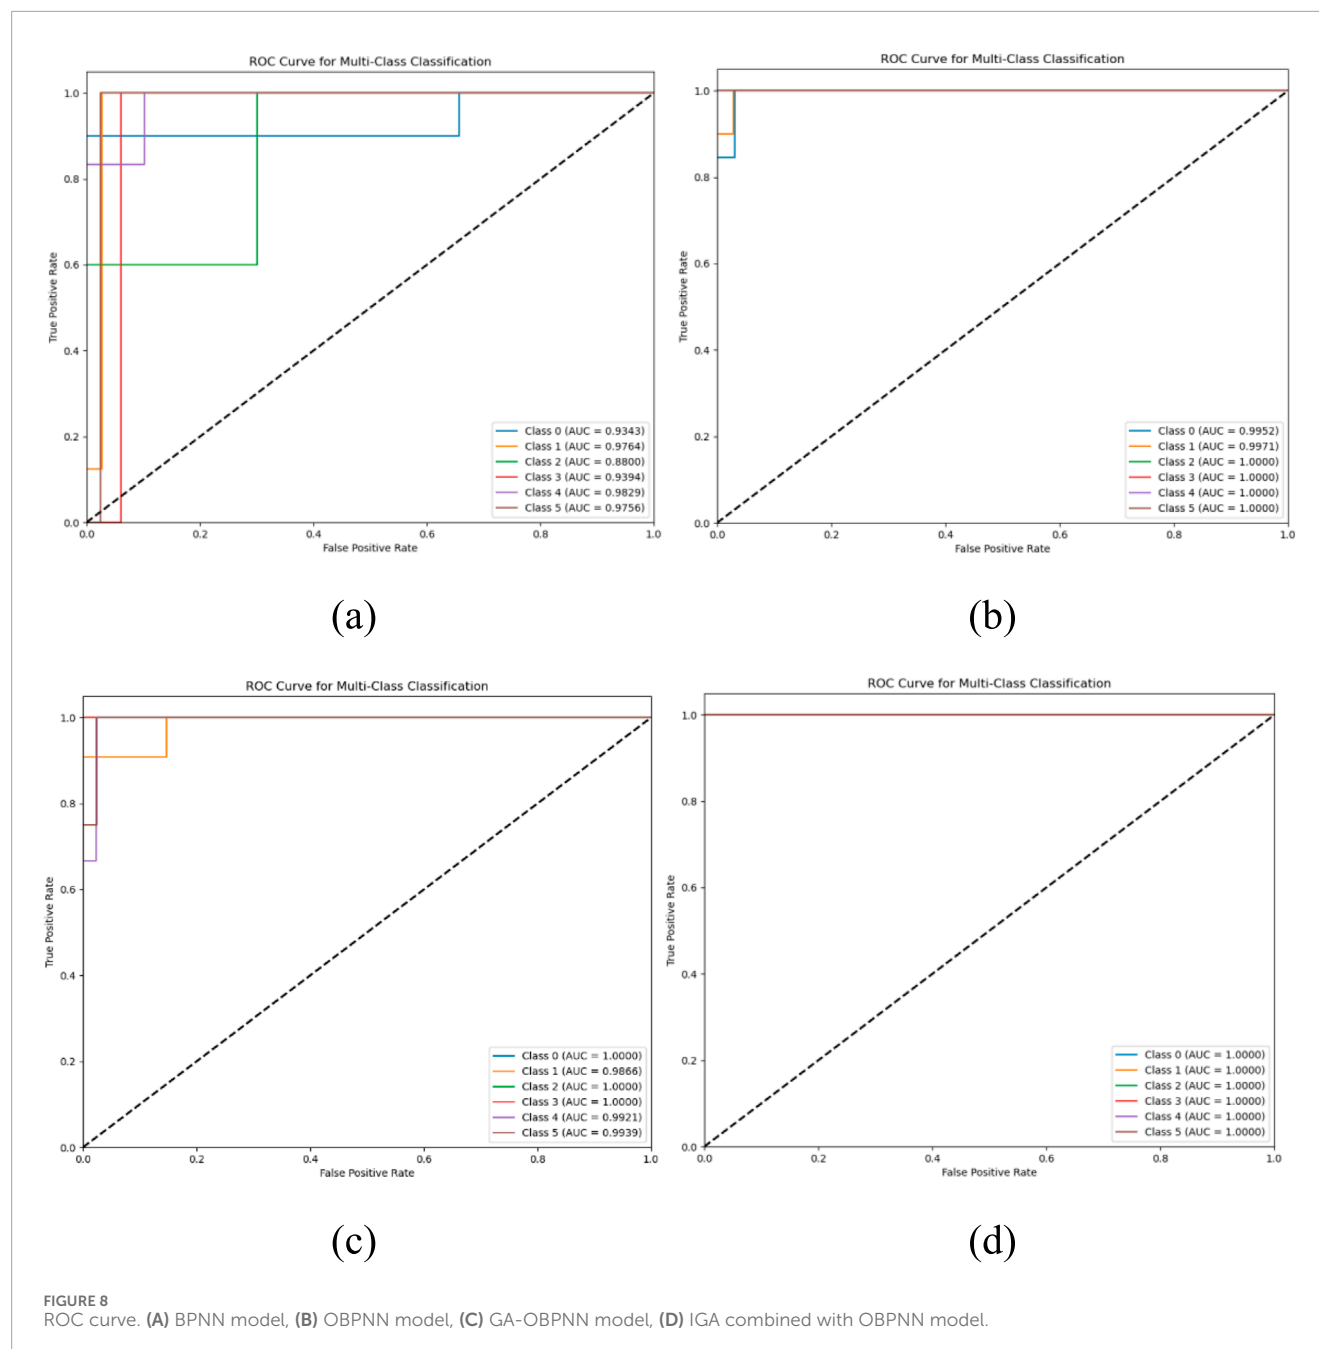 ROC Curve for Multi-Class Classification
1.0
0.8
0.6
0.4
0.2
0.0
True Positive Rate
0.0 0.2 0.4 0.6 0.8 1.0
False Positive Rate
Class 0 (AUC = 0.9343)
Class 1 (AUC = 0.9764)
Class 2 (AUC = 0.8800)
Class 3 (AUC = 0.9394)
Class 4 (AUC = 0.9829)
Class 5 (AUC = 0.9756)
(a)
ROC Curve for Multi-Class Classification
1.0
0.8
0.6
0.4
0.2
0.0
True Positive Rate
0.0 0.2 0.4 0.6 0.8 1.0
False Positive Rate
Class 0 (AUC = 0.9952)
Class 1 (AUC = 0.9971)
Class 2 (AUC = 1.0000)
Class 3 (AUC = 1.0000)
Class 4 (AUC = 1.0000)
Class 5 (AUC = 1.0000)
(b)
ROC Curve for Multi-Class Classification
1.0
0.8
0.6
0.4
0.2
0.0
True Positive Rate
0.0 0.2 0.4 0.6 0.8 1.0
False Positive Rate
Class 0 (AUC = 1.0000)
Class 1 (AUC = 0.9866)
Class 2 (AUC = 1.0000)
Class 3 (AUC = 1.0000)
Class 4 (AUC = 0.9921)
Class 5 (AUC = 0.9939)
(c)
ROC Curve for Multi-Class Classification
1.0
0.8
0.6
0.4
0.2
0.0
True Positive Rate
0.0 0.2 0.4 0.6 0.8 1.0
False Positive Rate
Class 0 (AUC = 1.0000)
Class 1 (AUC = 1.0000)
Class 2 (AUC = 1.0000)
Class 3 (AUC = 1.0000)
Class 4 (AUC = 1.0000)
Class 5 (AUC = 1.0000)
(d)
FIGURE 8
ROC curve. (A) BPNN model, (B) OBPNN model, (C) GA-OBPNN model, (D) IGA combined with OBPNN model.